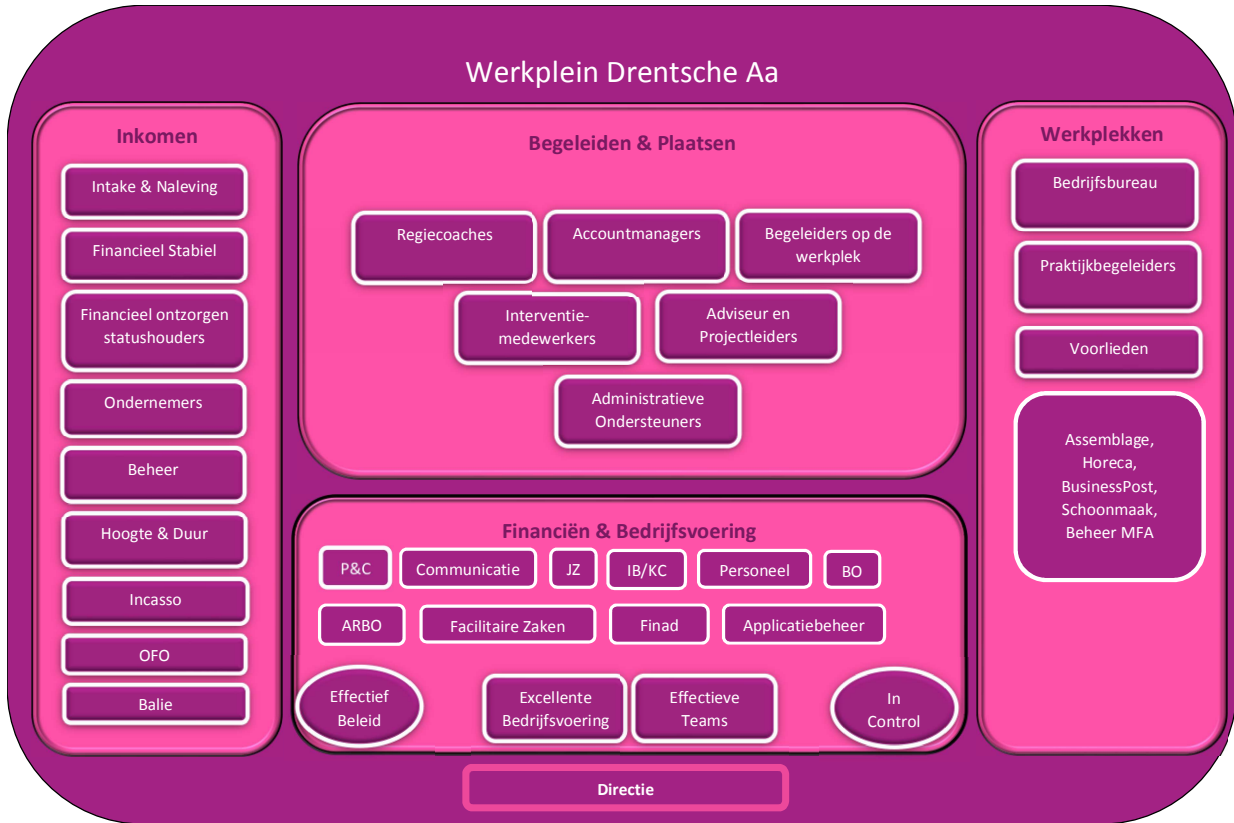 Werkplein Drentsche Aa
Inkomen
Intake & Naleving
Financieel Stabiel
Financieel ontzorgen
statushouders
Ondernemers
Beheer
Hoogte & Duur
Incasso
OFO
Balie
Begeleiden & Plaatsen
Regiecoaches
Accountmanagers
Begeleiders op de
werkplek
Interventie-
medewerkers
Adviseur en
Projectleiders
Administratieve
Ondersteuners
Financiën & Bedrijfsvoering
P&C
Communicatie
JZ
IB/KC
Personeel
BO
ARBO
Facilitaire Zaken
Finad
Applicatiebeheer
Effectief
Beleid
Excellente
Bedrijfsvoering
Effectieve
Teams
In
Control
Werkplekken
Bedrijfsbureau
Praktijkbegeleiders
Voorlieden
Assemblage,
Horeca,
BusinessPost,
Schoonmaak,
Beheer MFA
Directie